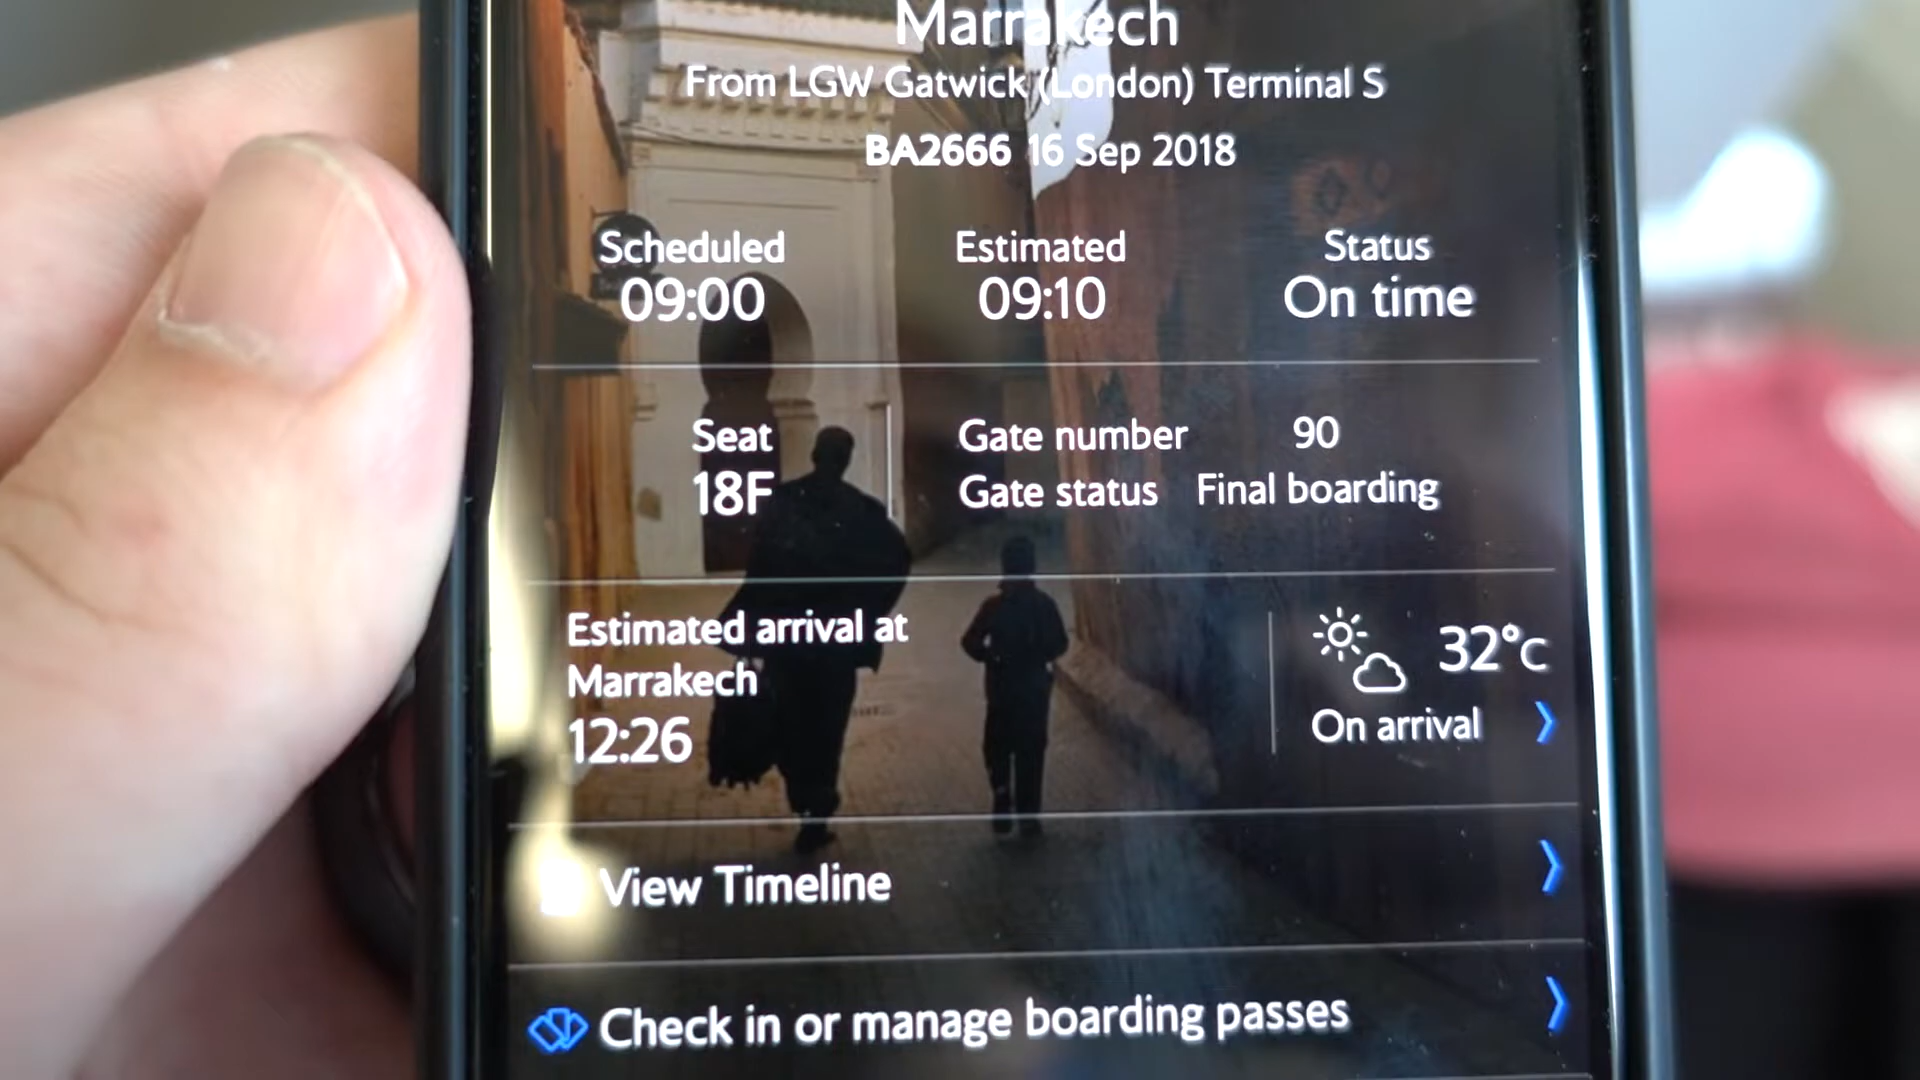 Marrakech
From LGW Gatwick (London) Terminal S
BA2666 16 Sep 2018
Scheduled Estimated Status
09:00 09:10 On time
Seat
18F
Gate number 90
Gate status Final boarding
Estimated arrival at
Marrakech
12:26
32°C
On arrival
View Timeline
Check in or manage boarding passes